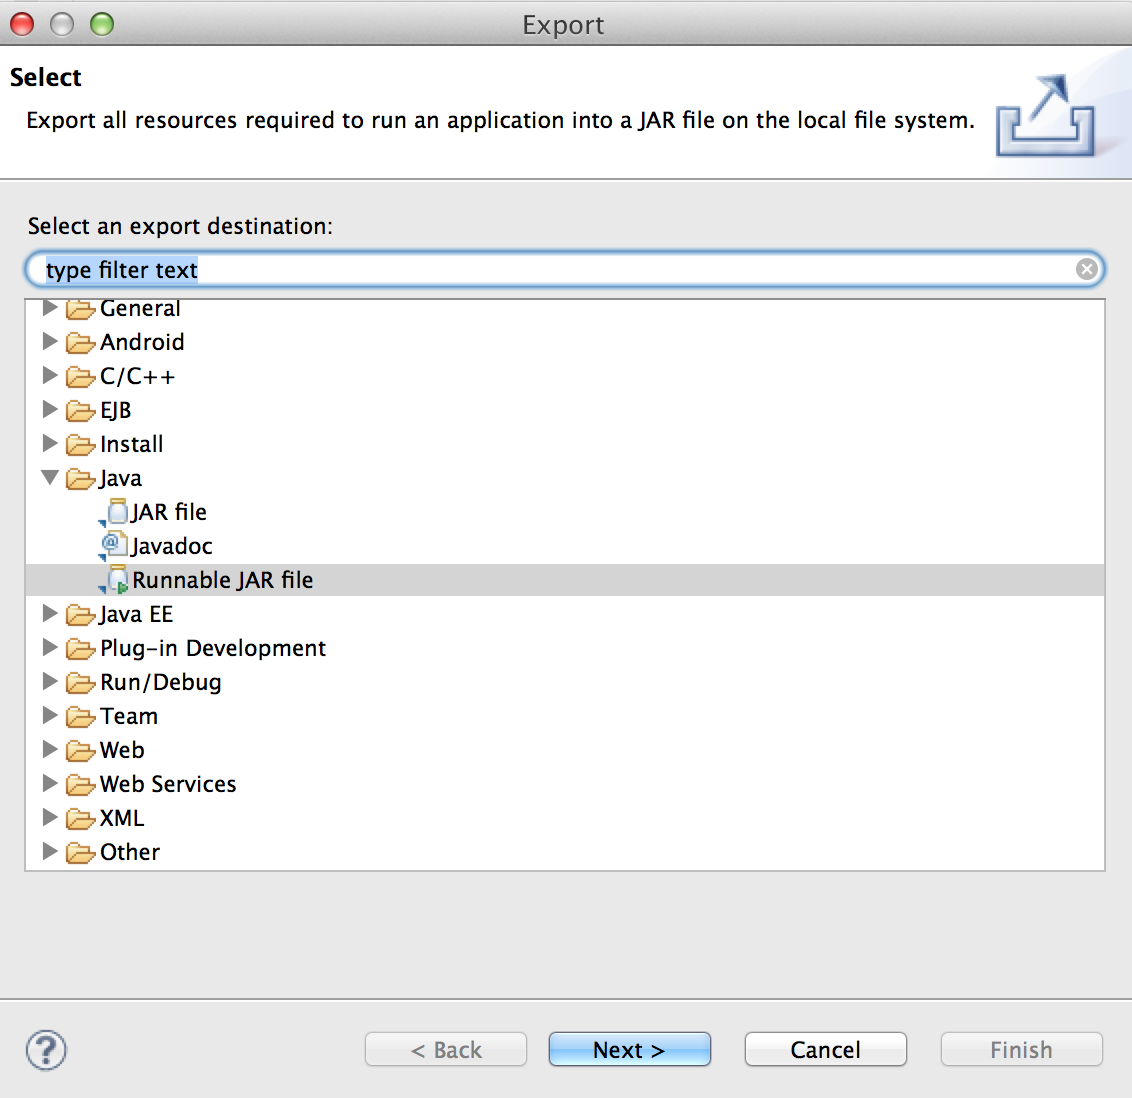 Export
Select
Export all resources required to run an application into a JAR file on the local file system.
Select an export destination:
type filter text
General
Android
C/C++
EJB
Install
Java
JAR file
@ Javadoc
Runnable JAR file
Java EE
Plug-in Development
Run/Debug
Team
Web
Web Services
XML
Other
? < Back Next > Cancel Finish